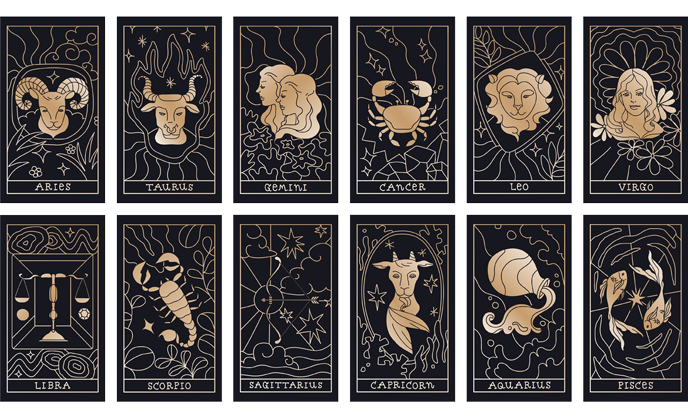 ARIES
TAURUS
GEMINI
CANCER
LEO
VIRGO
LIBRA
SCORPIO
SAGITTARIUS
CAPRICORN
AQUARIUS
PISCES